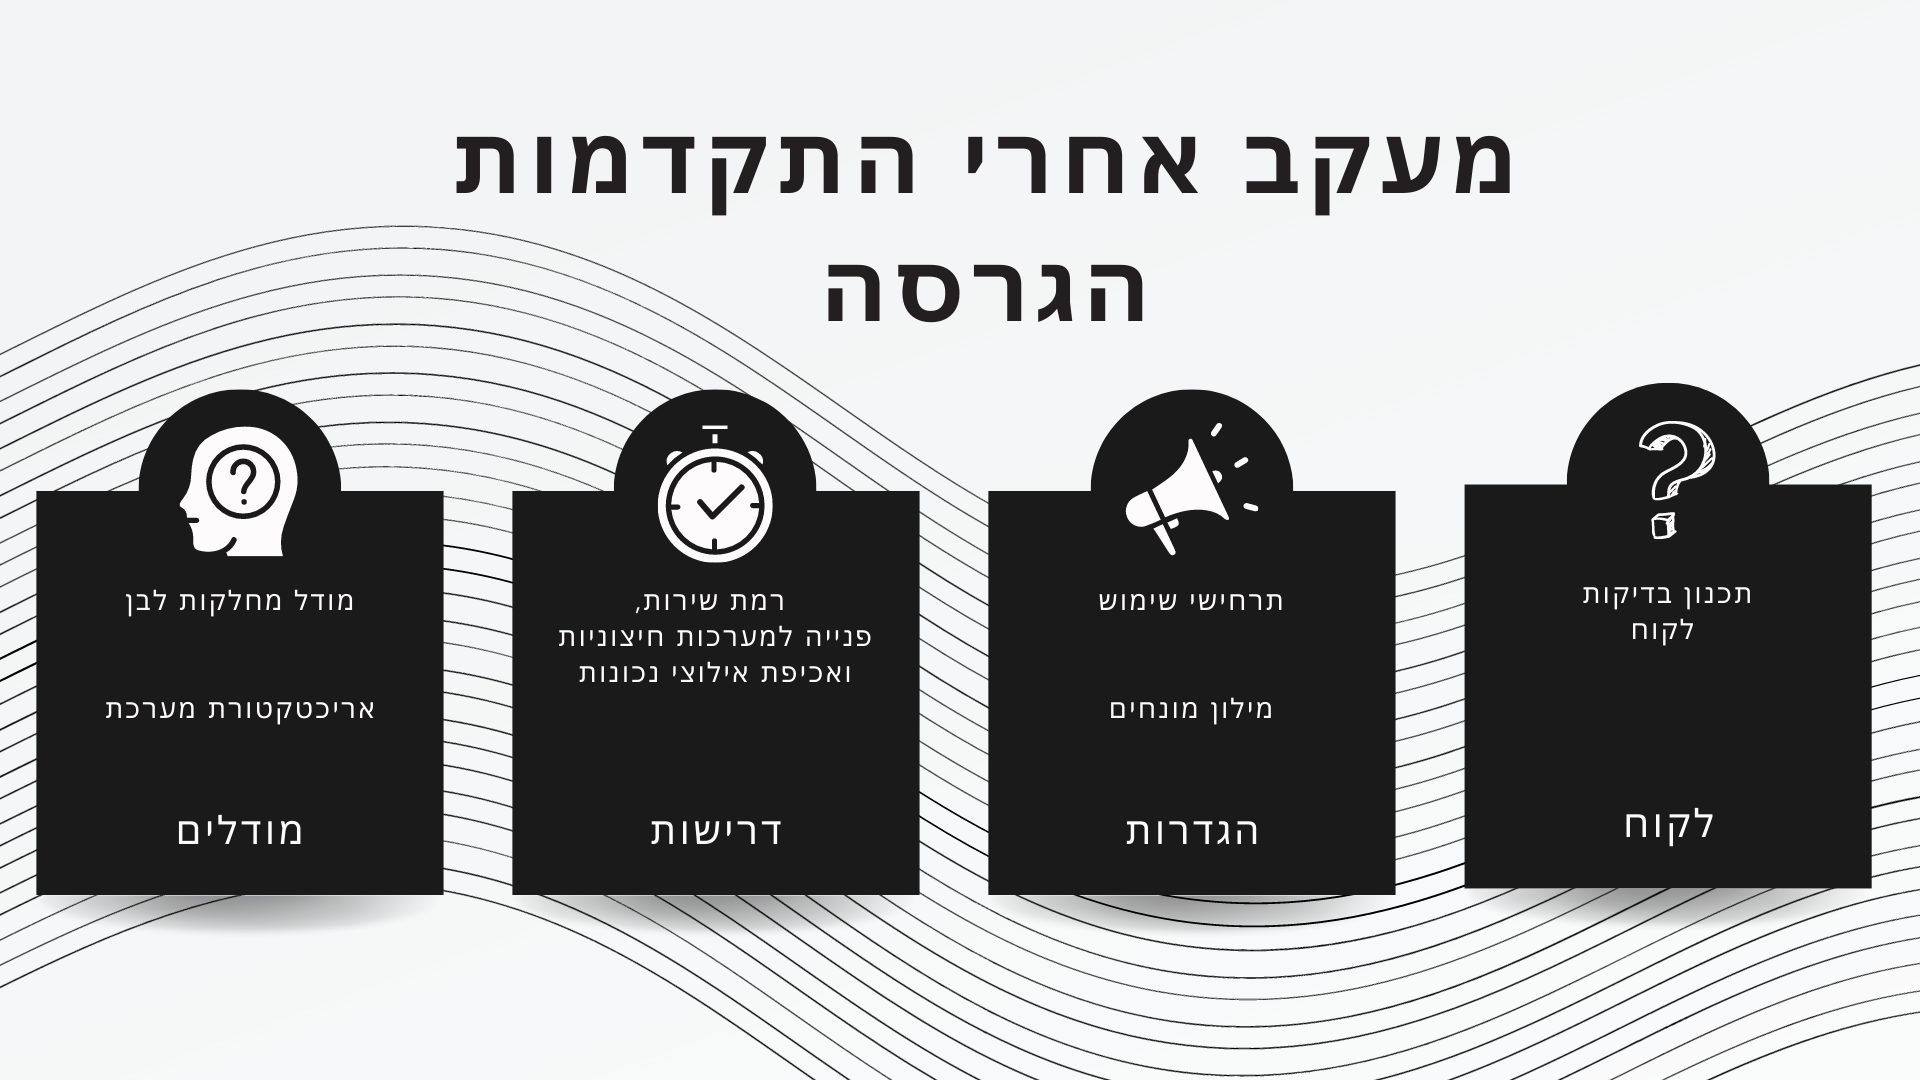 מעקב אחרי התקדמות
הגרסה
תכנון בדיקות
לקוח
לקוח
תרחישי שימוש
מילון מונחים
הגדרות
רמת שירות,
פנייה למערכות חיצוניות
ואכיפת אילוצי נכונות
דרישות
מודל מחלקות לבן
אריכטקטורת מערכת
מודלים